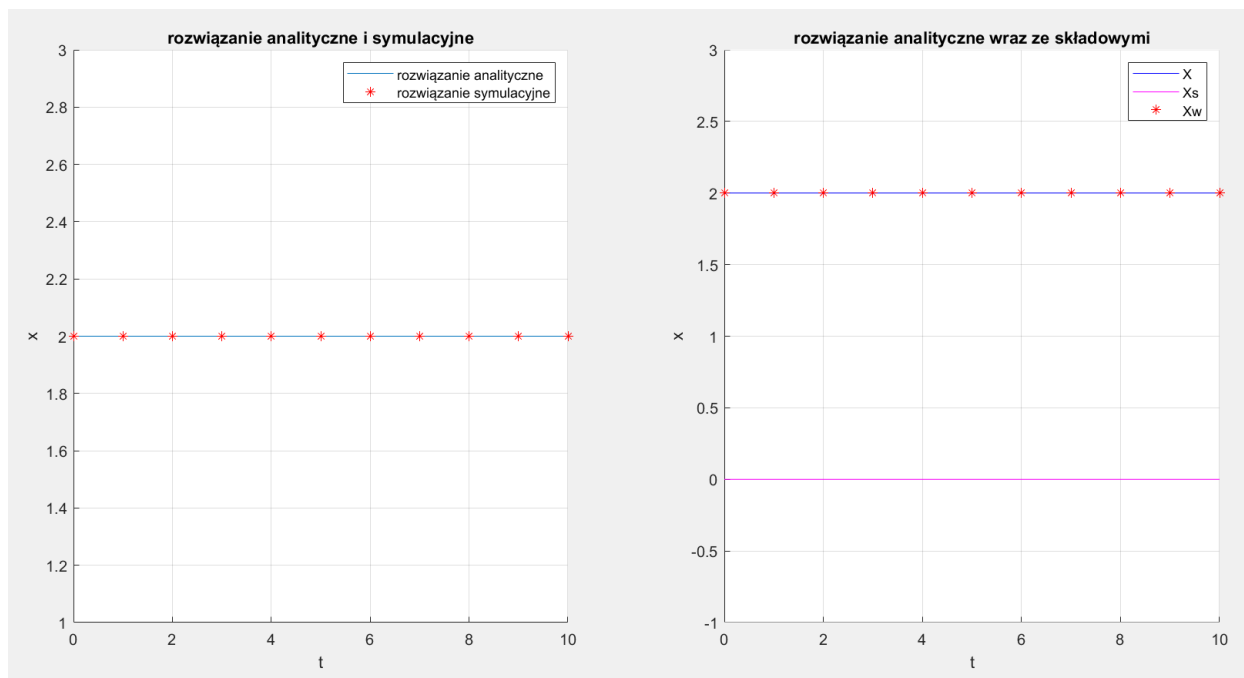 rozwiązanie analityczne i symulacyjne
3
2.8
2.6
2.4
2.2
2
1.8
1.6
1.4
1.2
1
x
0
2
4
6
8
10
t
rozwiązanie analityczne
rozwiązanie symulacyjne
rozwiązanie analityczne wraz ze składowymi
3
2.5
2
1.5
1
0.5
0
-0.5
-1
x
0
2
4
6
8
10
t
X
Xs
Xw